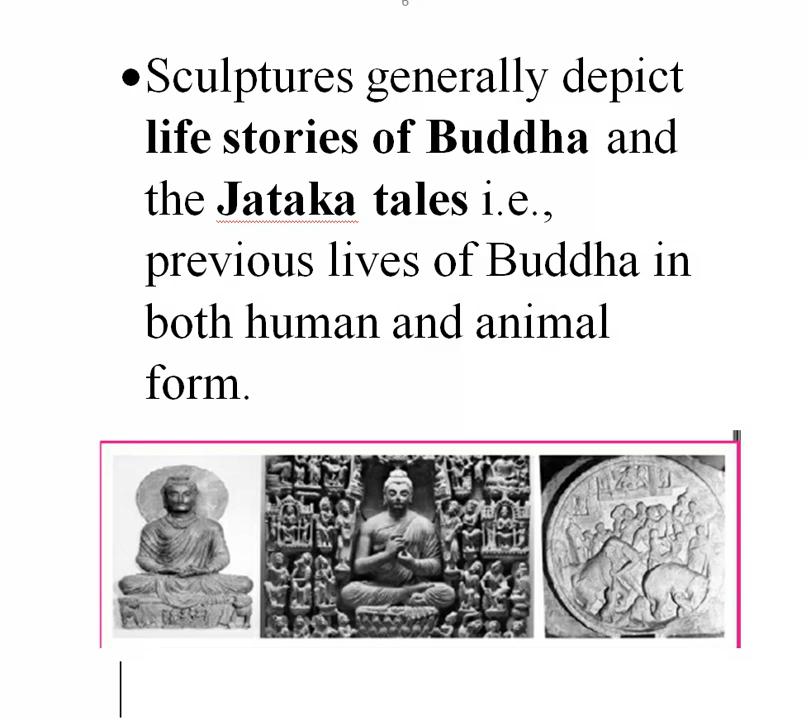 6
•Sculptures generally depict
life stories of Buddha and
the Jataka tales i.e.,
previous lives of Buddha in
both human and animal
form.